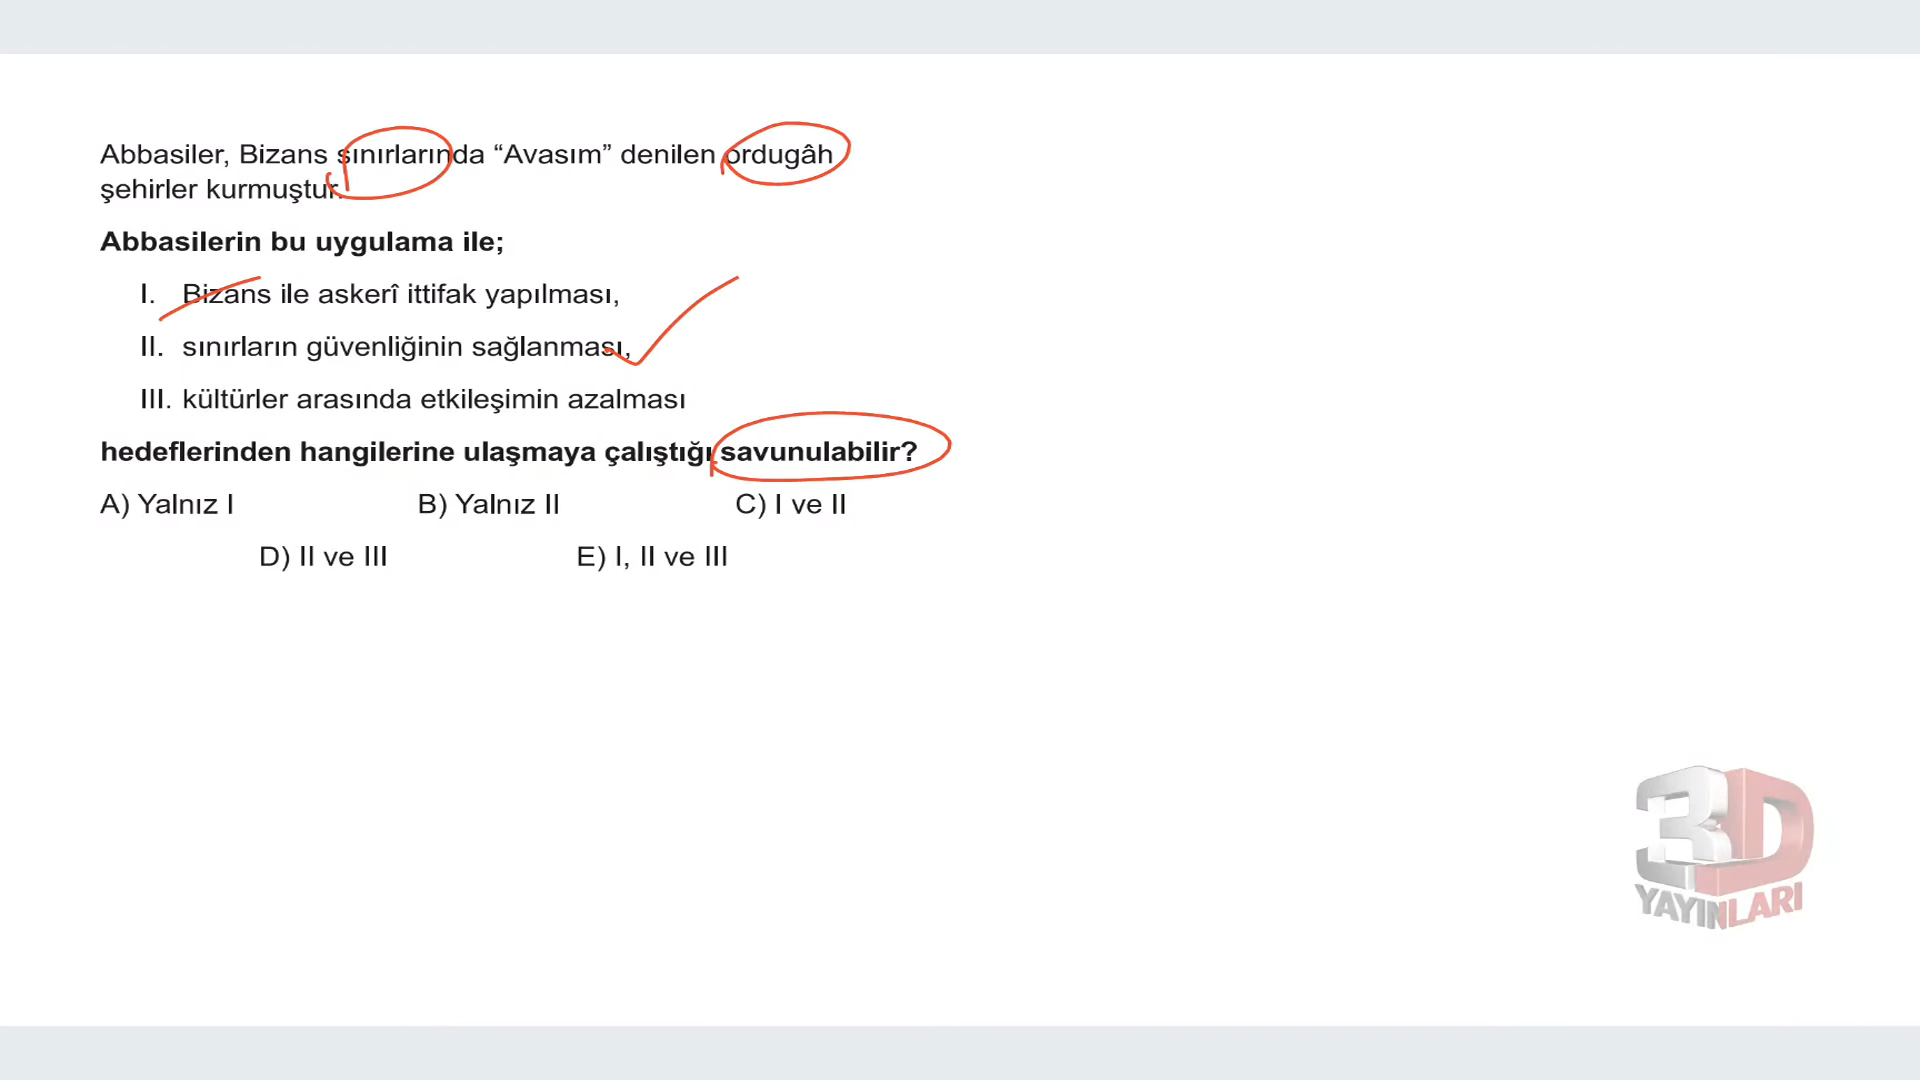 Abbasiler, Bizans sınırlarında “Avasım” denilen ordugâh
şehirler kurmuştur.
Abbasilerin bu uygulama ile;
I. Bizans ile askerî ittifak yapılması,
II. sınırların güvenliğinin sağlanması,
III. kültürler arasında etkileşimin azalması
hedeflerinden hangilerine ulaşmaya çalıştığı savunulabilir?
A) Yalnız I B) Yalnız II C) I ve II
D) II ve III E) I, II ve III
3D
YAYINLARI